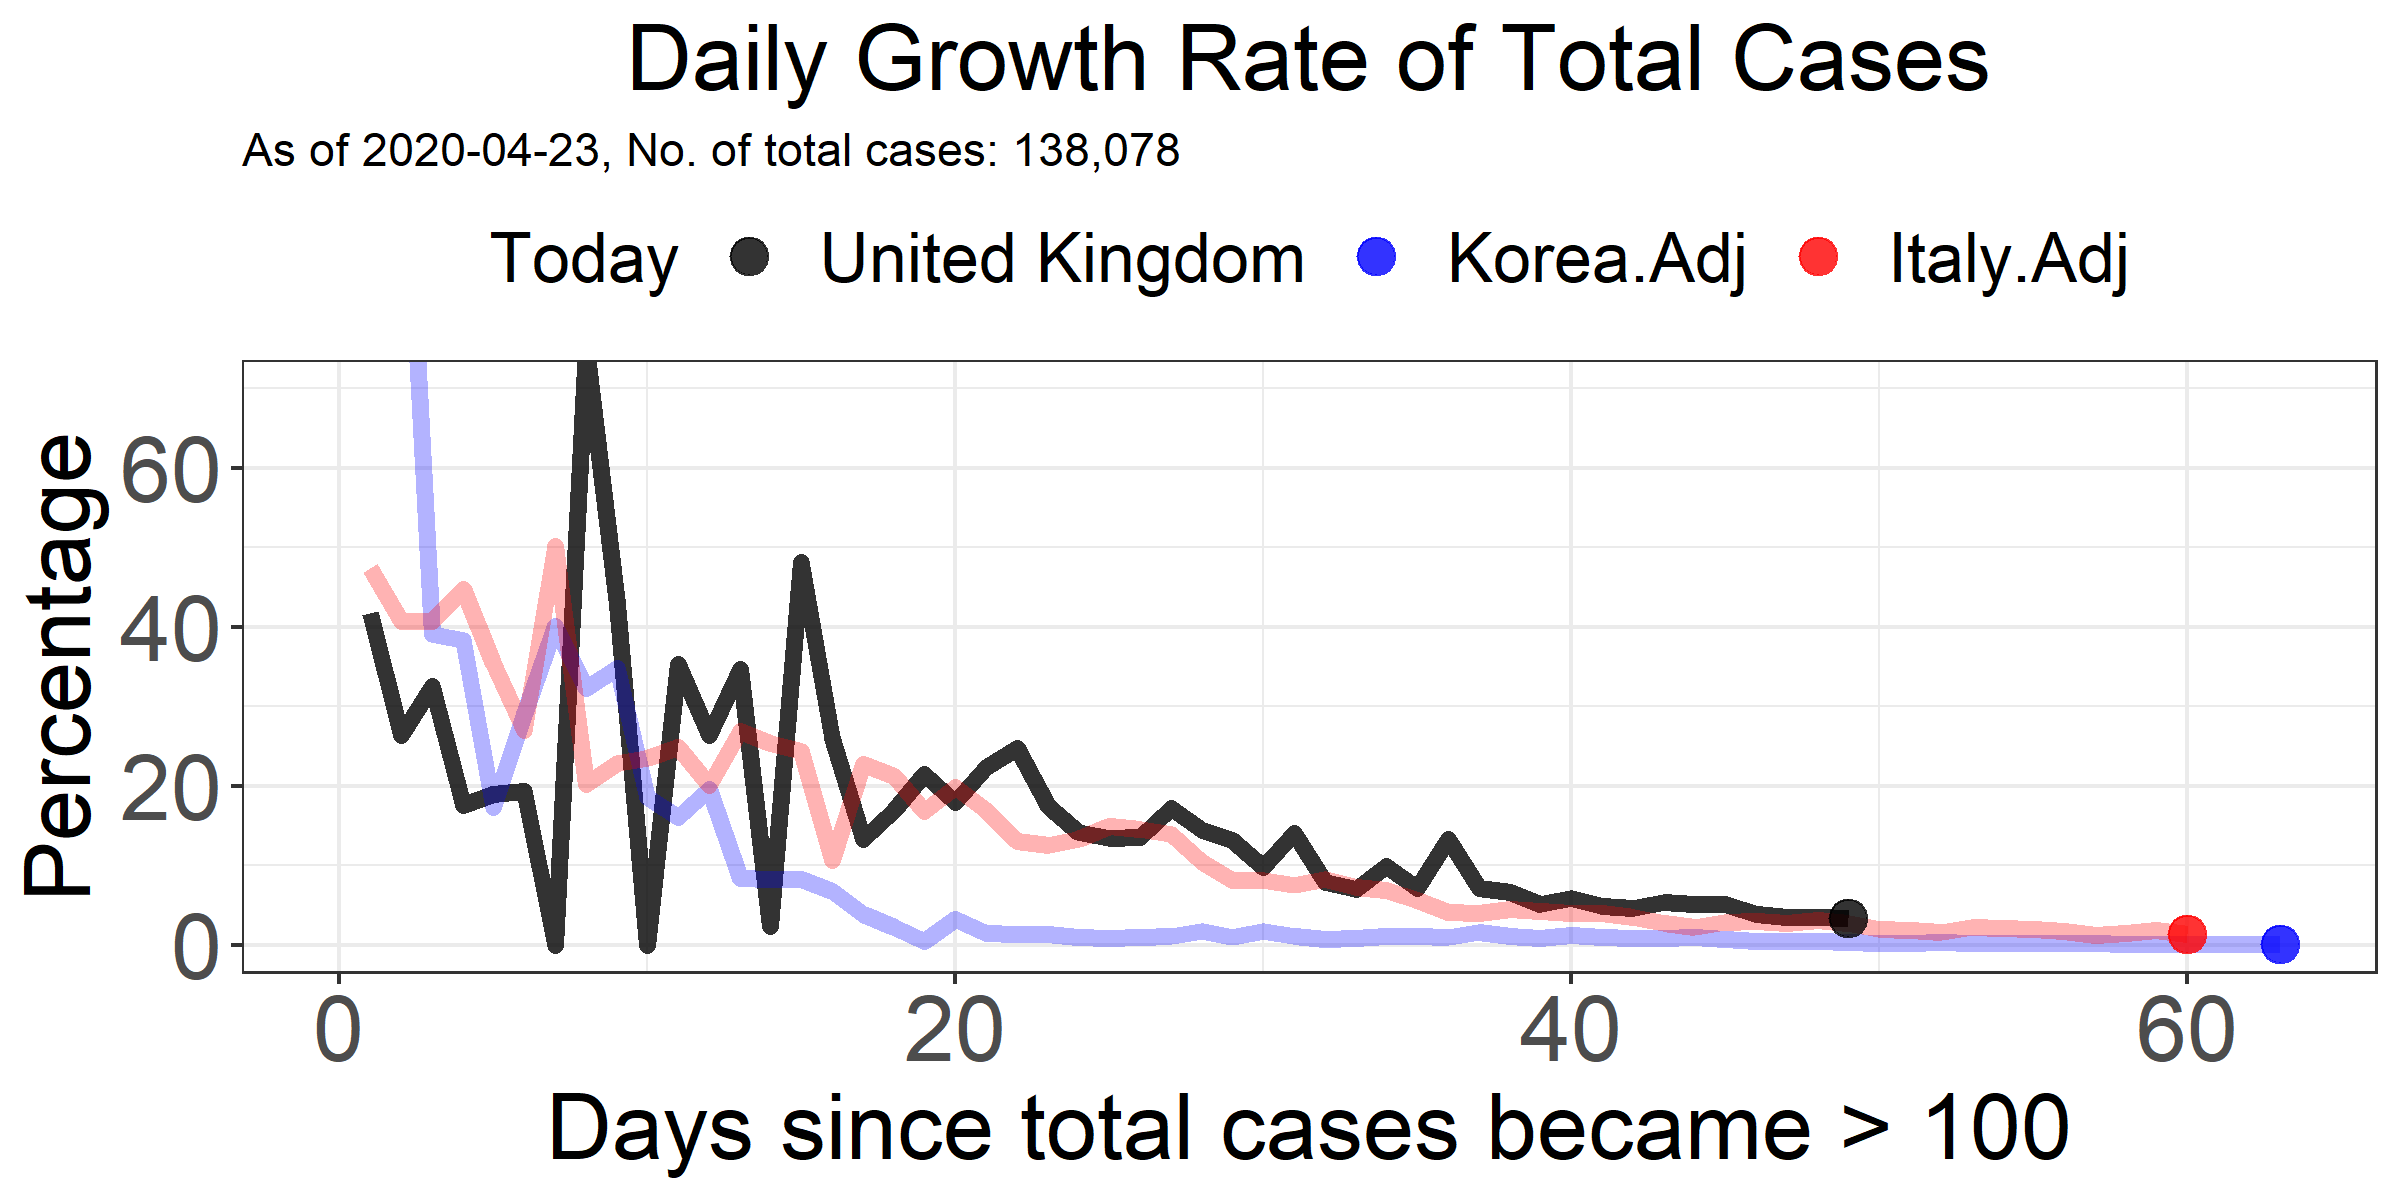 Daily Growth Rate of Total Cases
As of 2020-04-23, No. of total cases: 138,078
Today United Kingdom Korea.Adj Italy.Adj
Percentage
60
40
20
0
0 20 40 60
Days since total cases became > 100